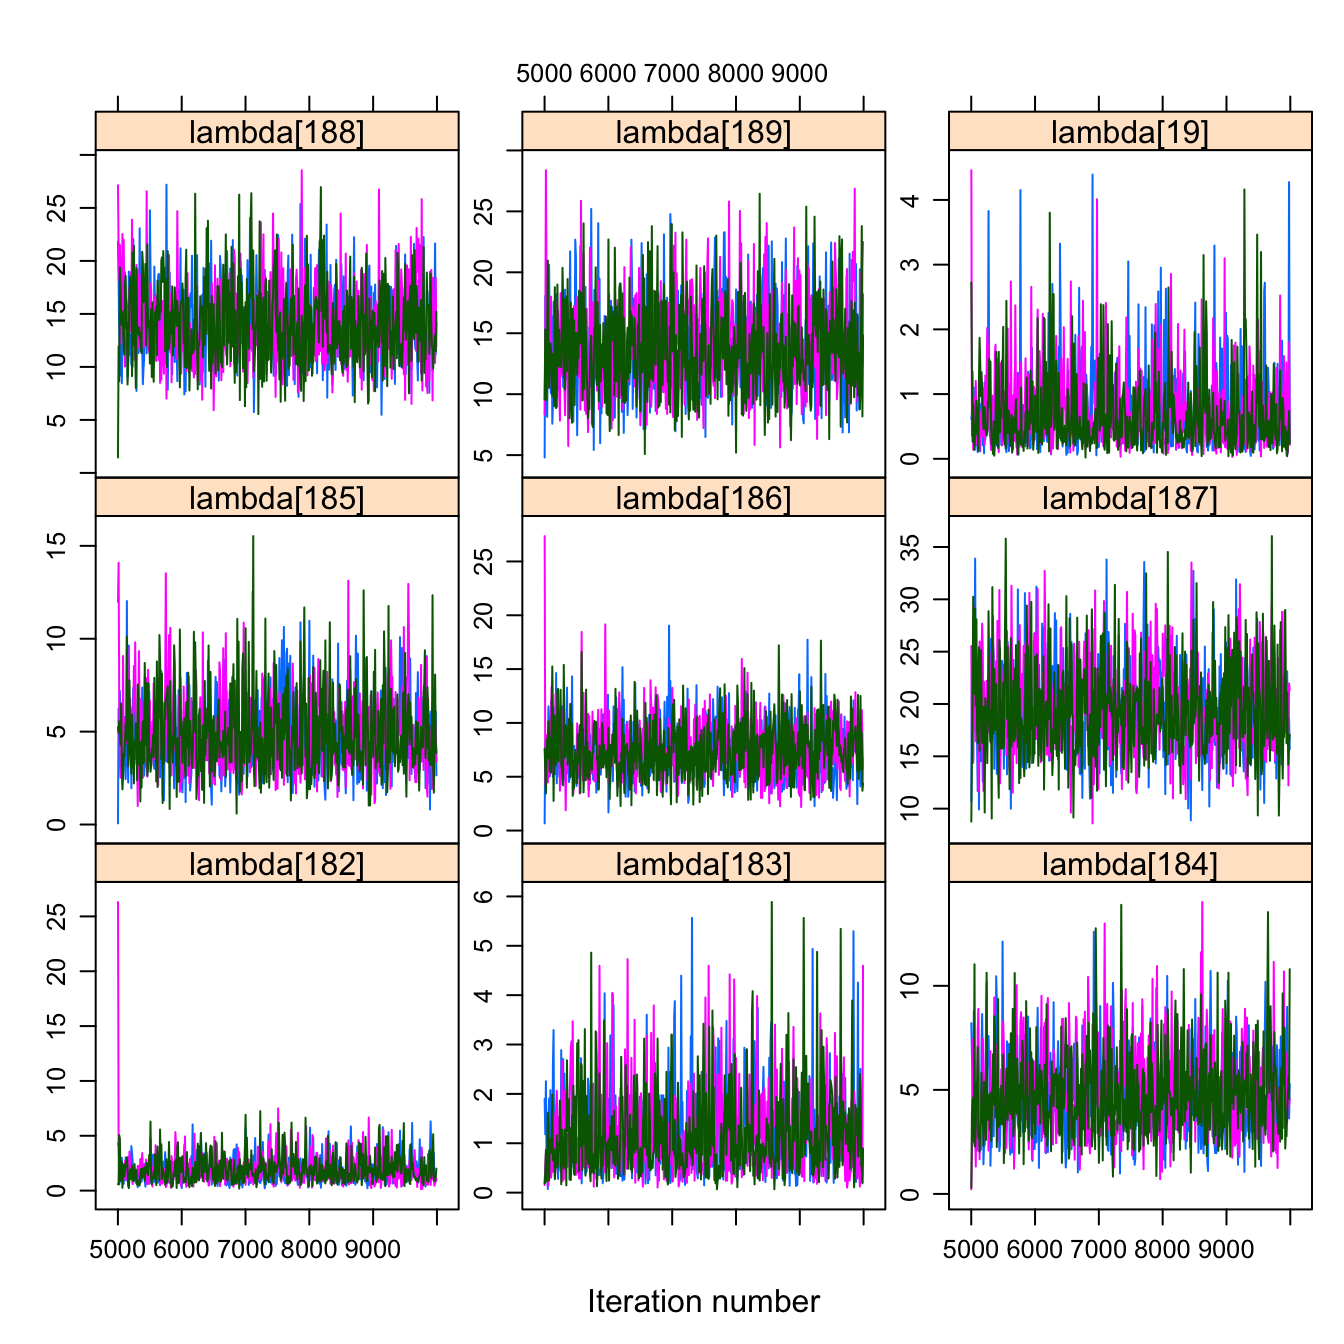 5000 6000 7000 8000 9000
lambda[188] lambda[189] lambda[19]
5 10 15 20 25
5 10 15 20 25
0 1 2 3 4
lambda[185] lambda[186] lambda[187]
0 5 10 15
0 5 10 15 20 25
10 15 20 25 30 35
lambda[182] lambda[183] lambda[184]
0 5 10 15 20 25
0 1 2 3 4 5 6
0 5 10
5000 6000 7000 8000 9000 5000 6000 7000 8000 9000
Iteration number